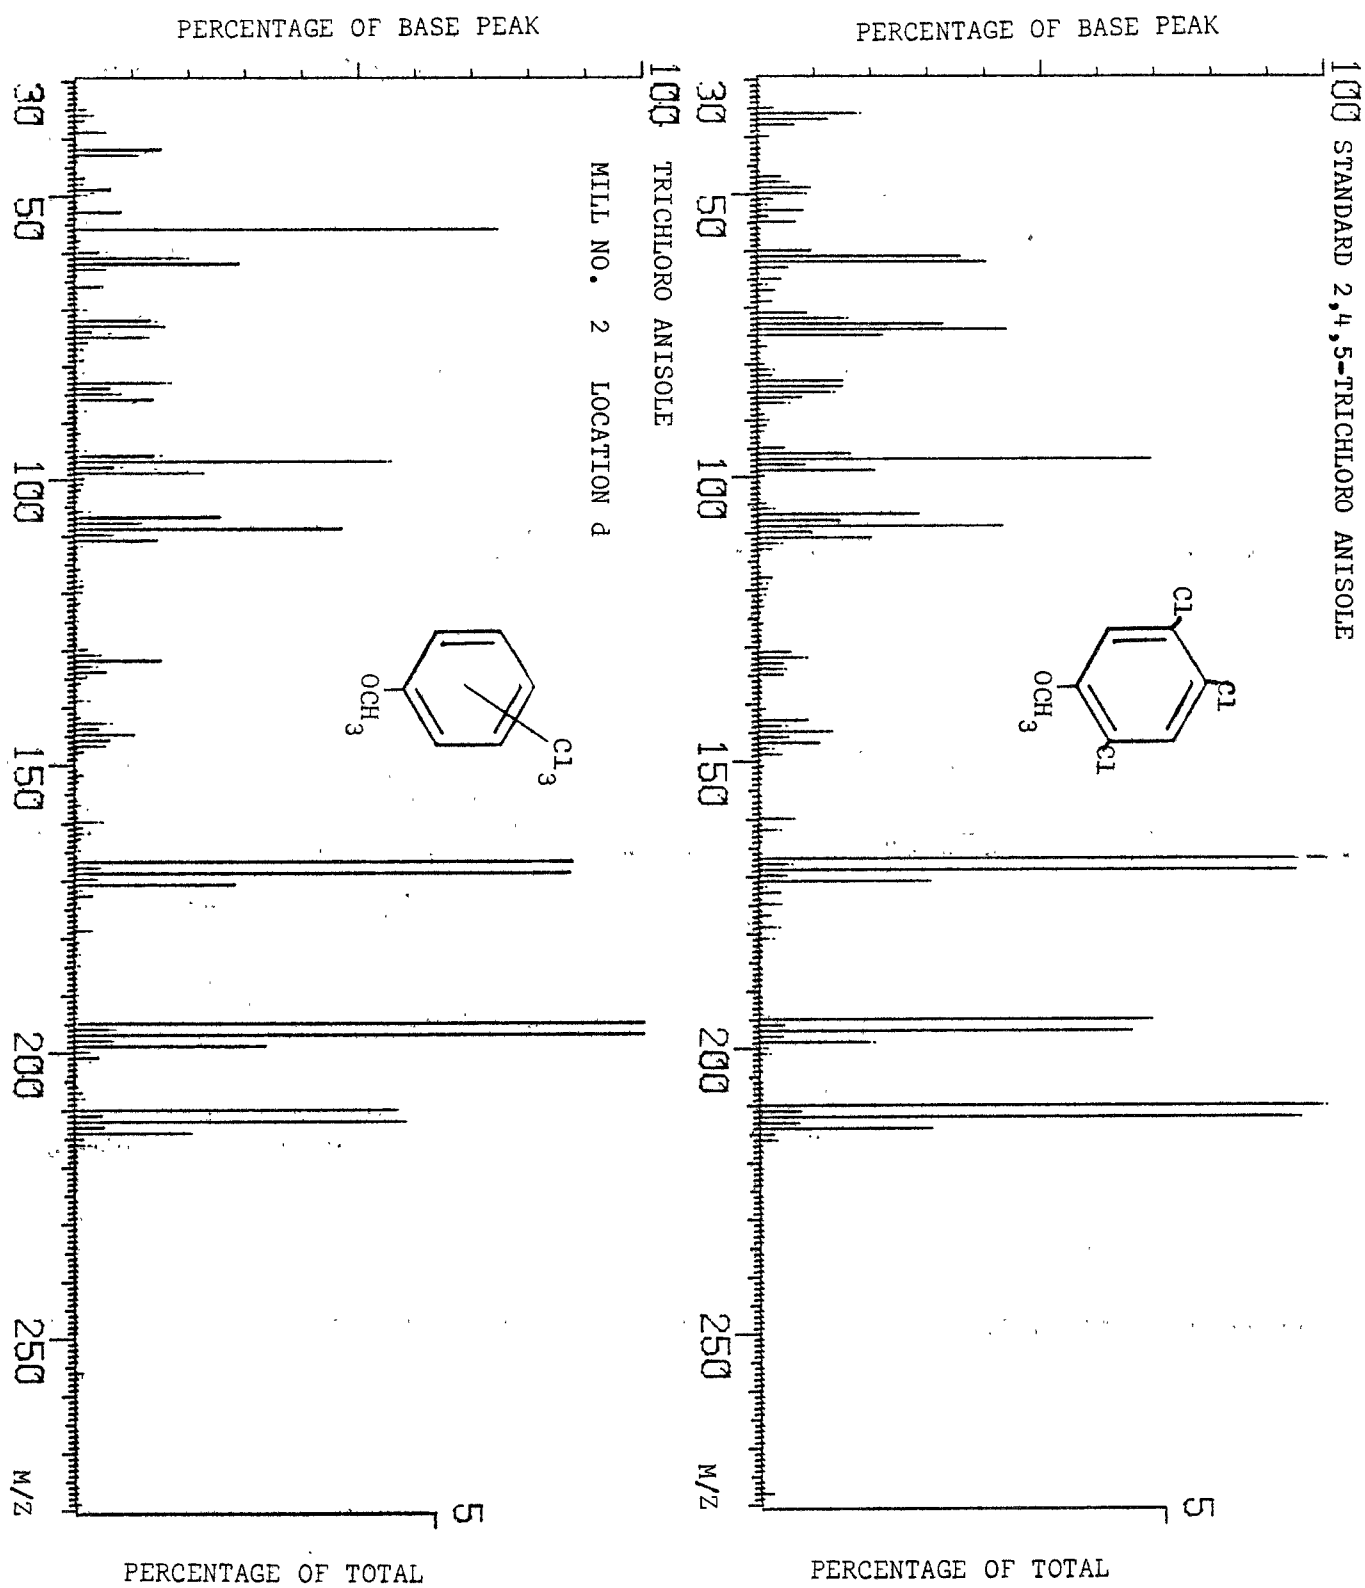 STANDARD 2,4,5-TRICHLORO ANISOLE
PERCENTAGE OF BASE PEAK
100
Cl
Cl
Cl
OCH3
30
50
100
150
200
250
M/Z
5
PERCENTAGE OF TOTAL
TRICHLORO ANISOLE
MILL NO. 2 LOCATION d
PERCENTAGE OF BASE PEAK
100
Cl3
OCH3
30
50
100
150
200
250
M/Z
5
PERCENTAGE OF TOTAL